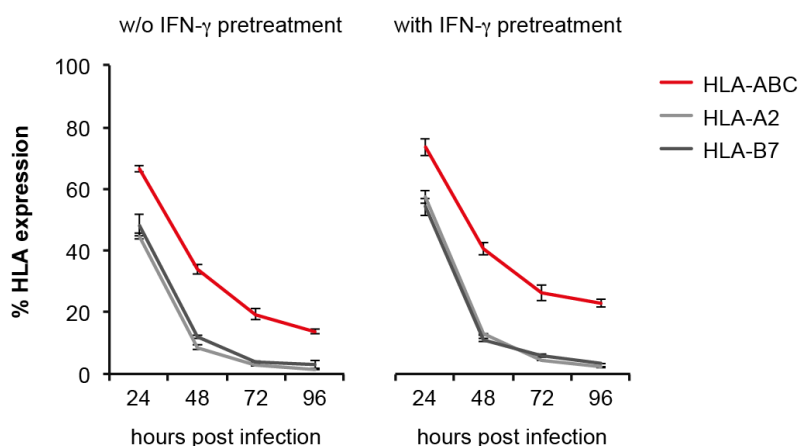 w/o IFN-γ pretreatment
with IFN-γ pretreatment
% HLA expression
100
80
60
40
20
0
24 48 72 96
24 48 72 96
hours post infection
hours post infection
HLA-ABC
HLA-A2
HLA-B7